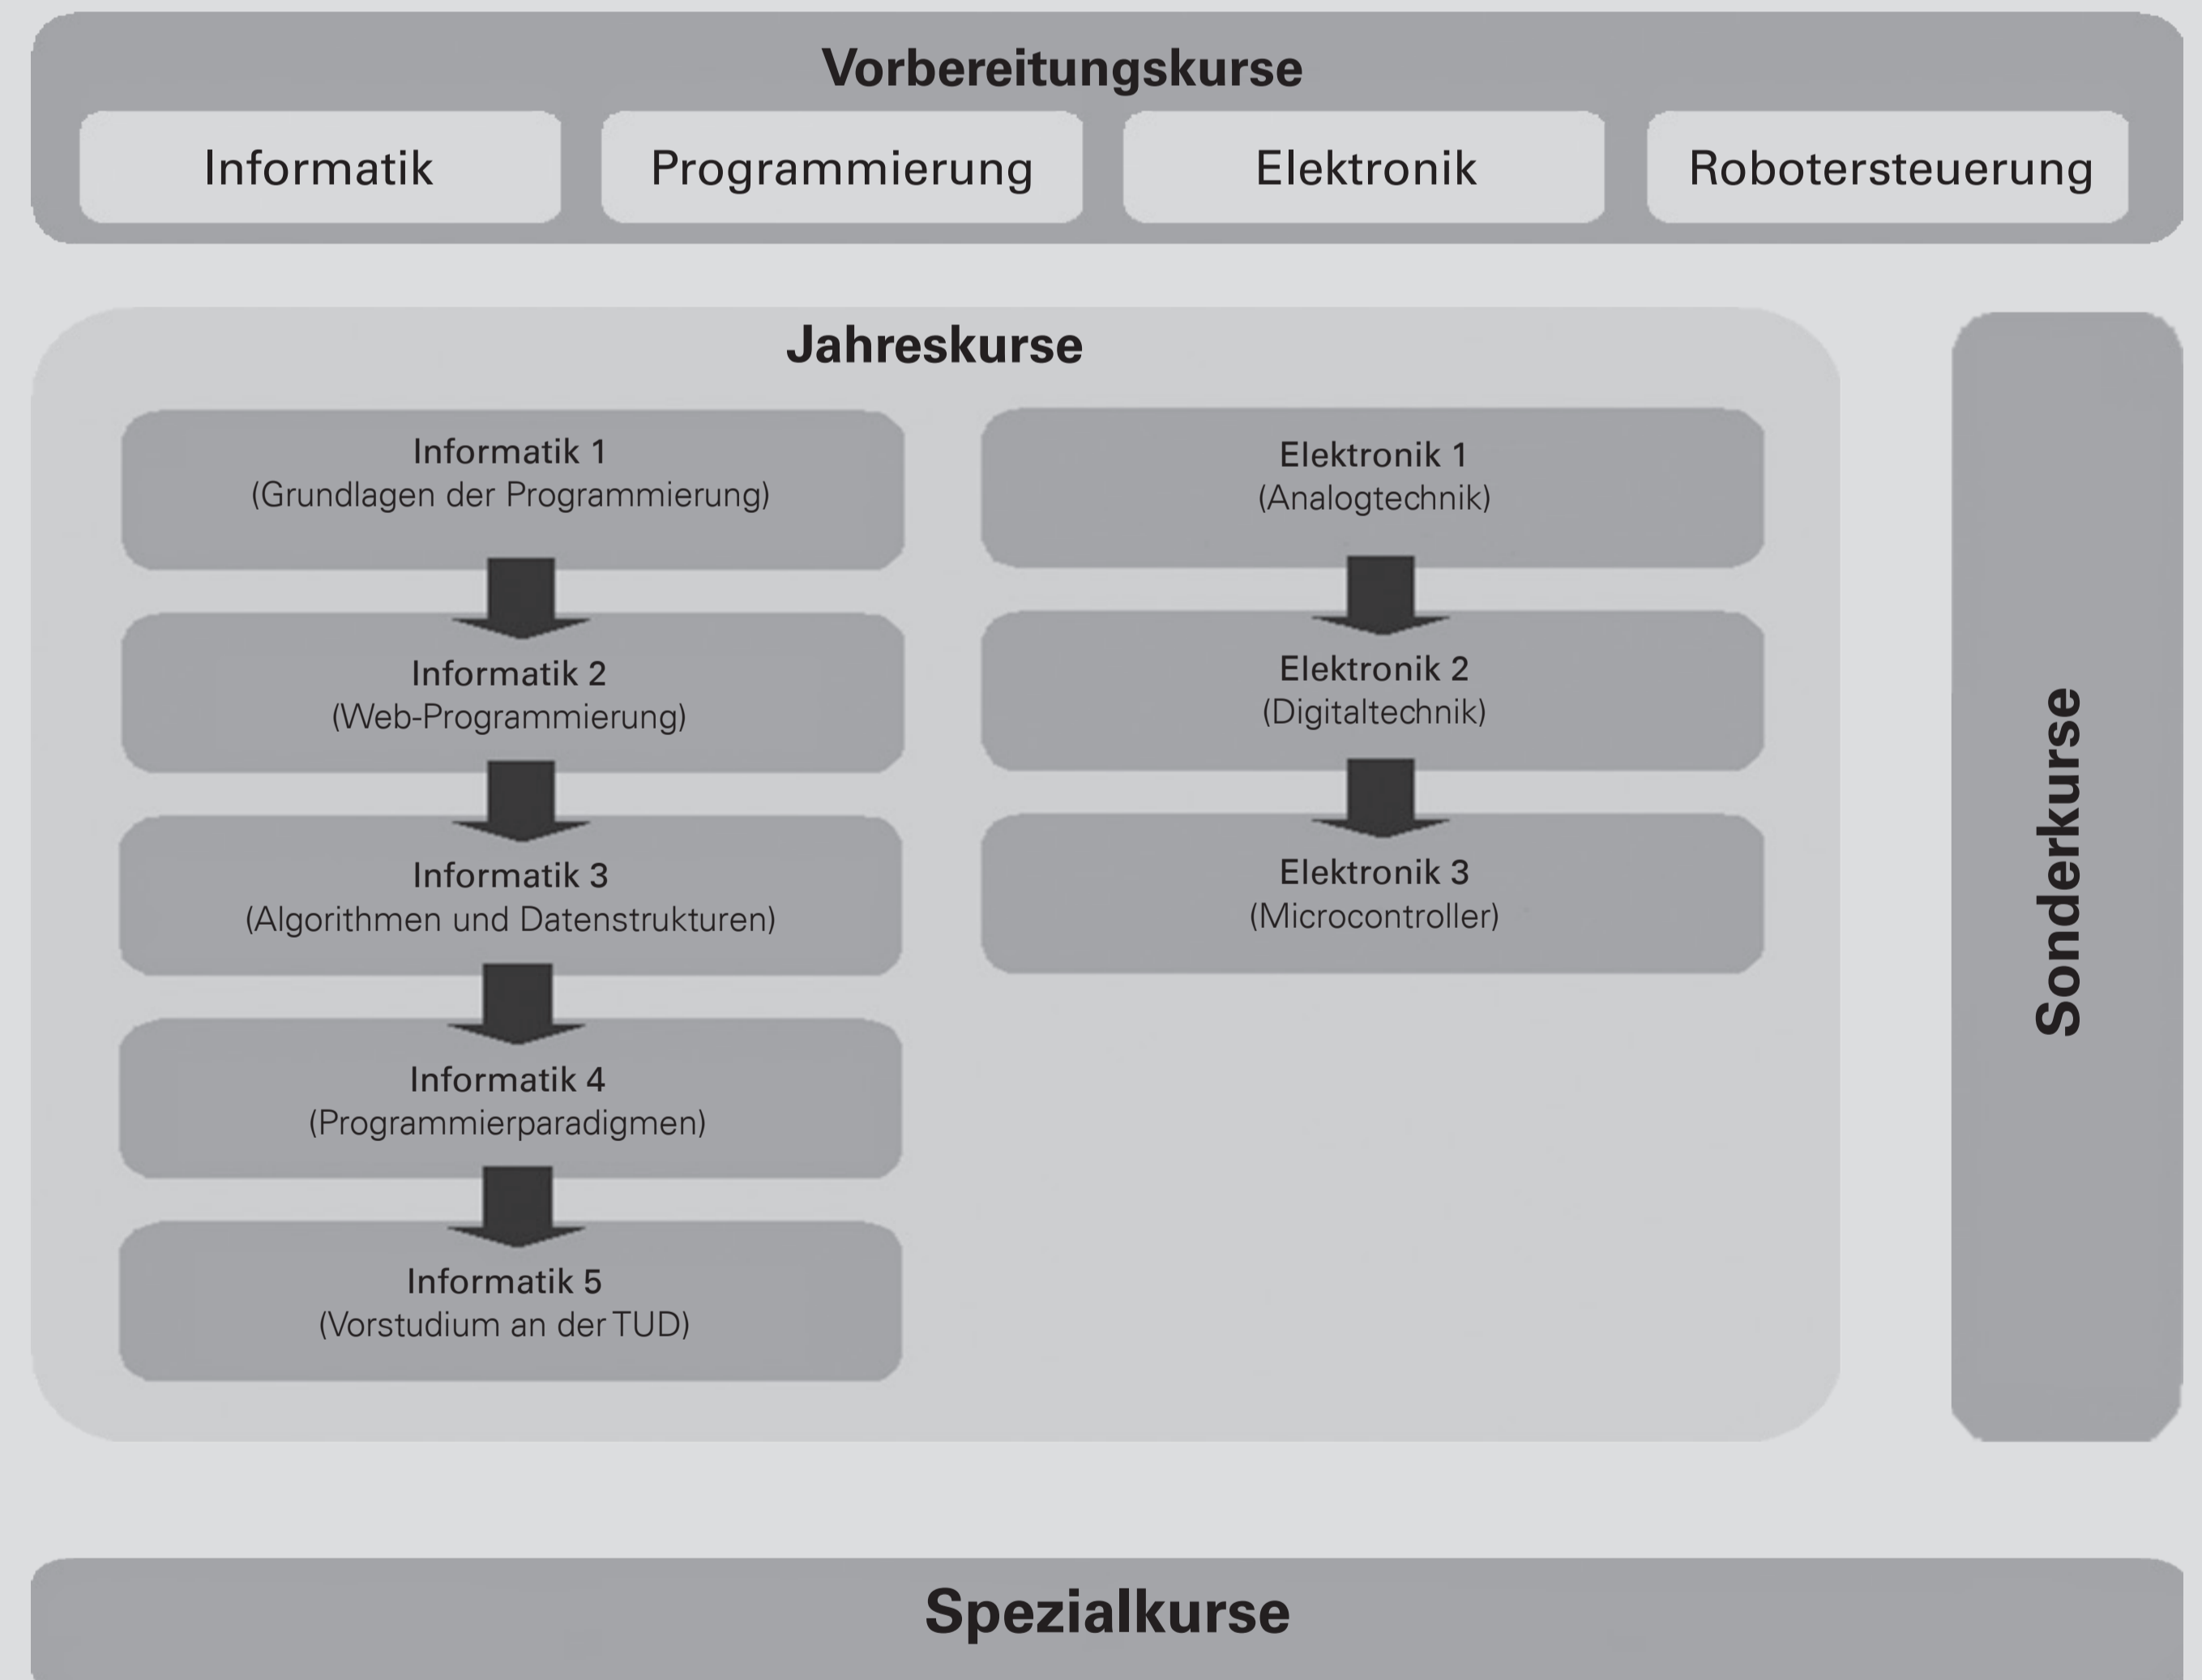 Vorbereitungskurse
Informatik
Programmierung
Elektronik
Robotersteuerung
Jahreskurse
Informatik 1
(Grundlagen der Programmierung)
Informatik 2
(Web-Programmierung)
Informatik 3
(Algorithmen und Datenstrukturen)
Informatik 4
(Programmierparadigmen)
Informatik 5
(Vorstudium an der TUD)
Elektronik 1
(Analogtechnik)
Elektronik 2
(Digitaltechnik)
Elektronik 3
(Microcontroller)
Sonderkurse
Spezialkurse